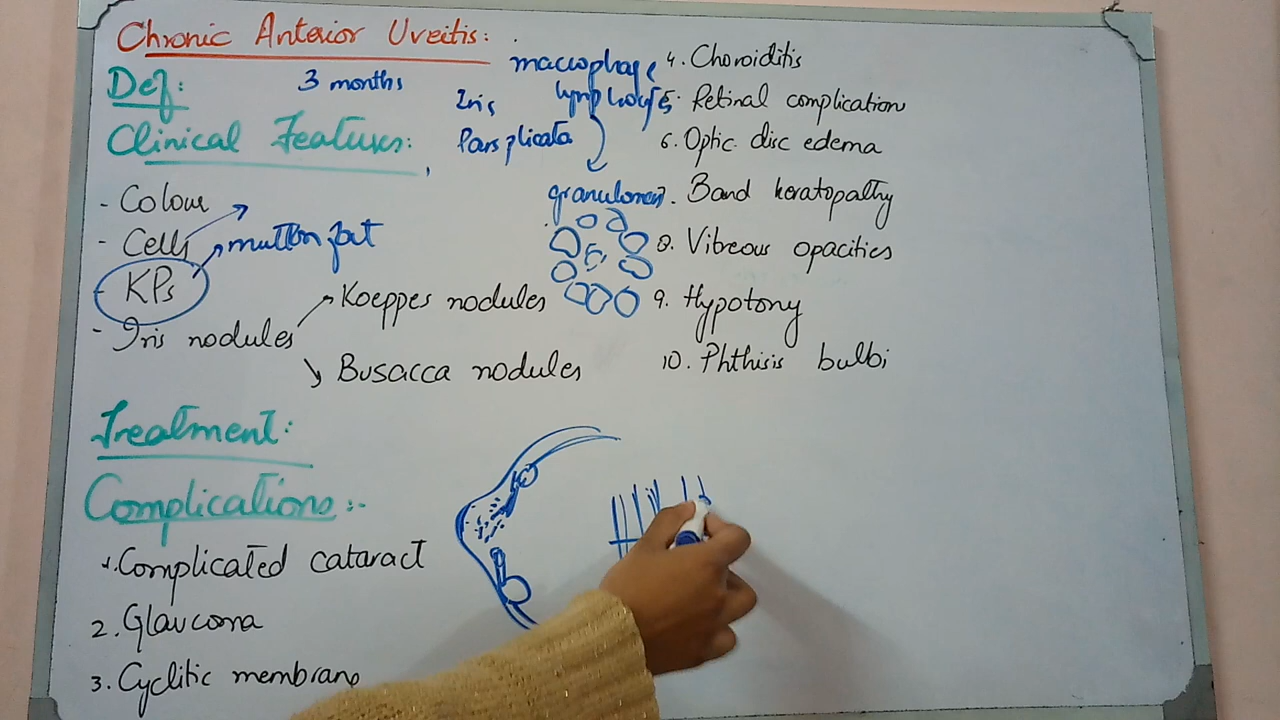 Chronic Anterior Uveitis:
Def: 3 months
Clinical Features:
- Colour
- Cells
- KPs
mutton fat
- Iris nodules
Koeppes nodules
Busacca nodules
Iris
Pars plicata
macrophage
lymphocytes
granulomas
Treatment:
Complications:-
1. Complicated cataract
2. Glaucoma
3. Cyclitic membrane
4. Choroiditis
5. Retinal complication
6. Optic disc edema
7. Band keratopathy
8. Vitreous opacities
9. Hypotony
10. Phthisis bulbi